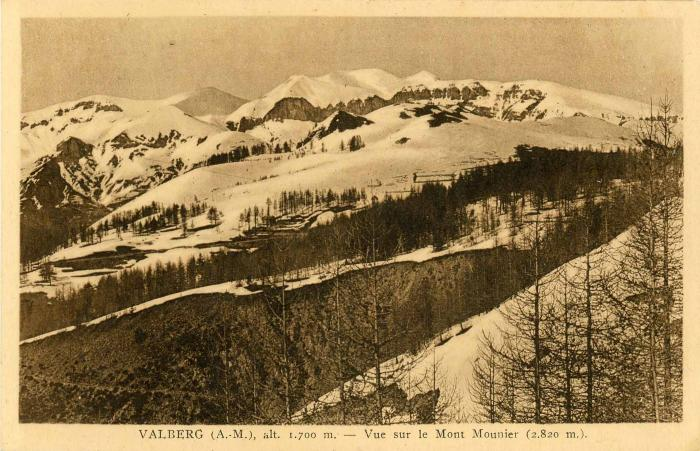 VALBERG (A.-M.), alt. 1.700 m. — Vue sur le Mont Mounier (2.820 m.).